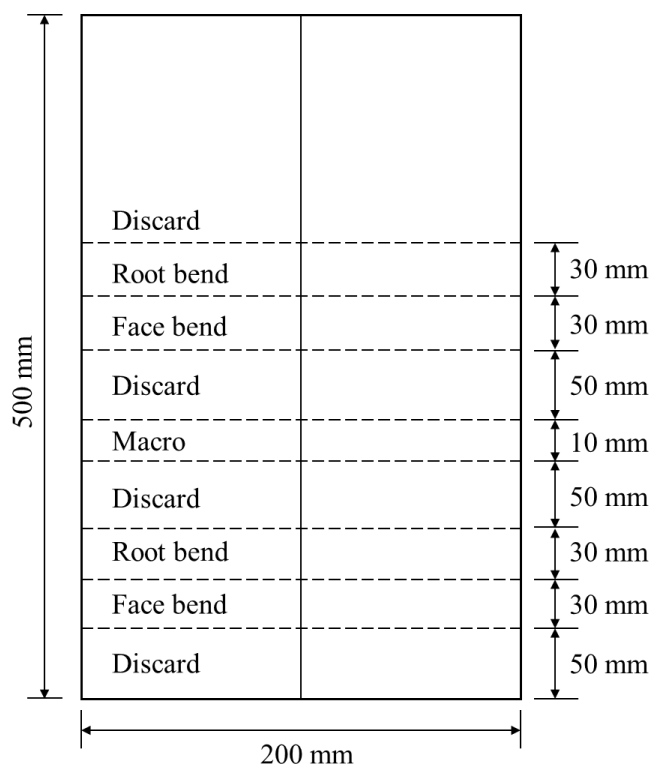 Discard
Root bend
30 mm
Face bend
30 mm
Discard
50 mm
500 mm
Macro
10 mm
Discard
50 mm
Root bend
30 mm
Face bend
30 mm
Discard
50 mm
200 mm